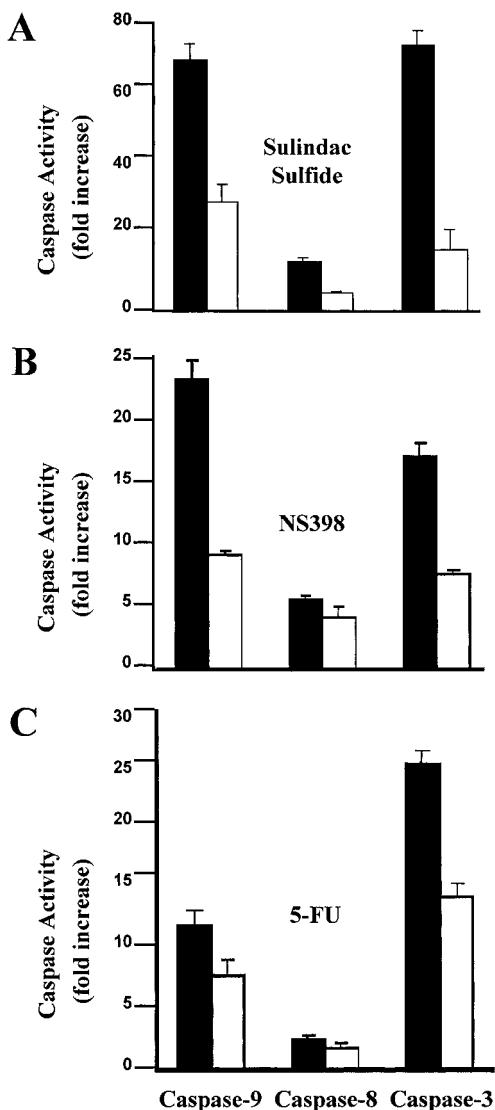 A
80
60
40
20
0
Caspase Activity
(fold increase)
Sulindac
Sulfide
B
25
20
15
10
5
0
Caspase Activity
(fold increase)
NS398
C
30
25
20
15
10
5
0
Caspase Activity
(fold increase)
5-FU
Caspase-9 Caspase-8 Caspase-3